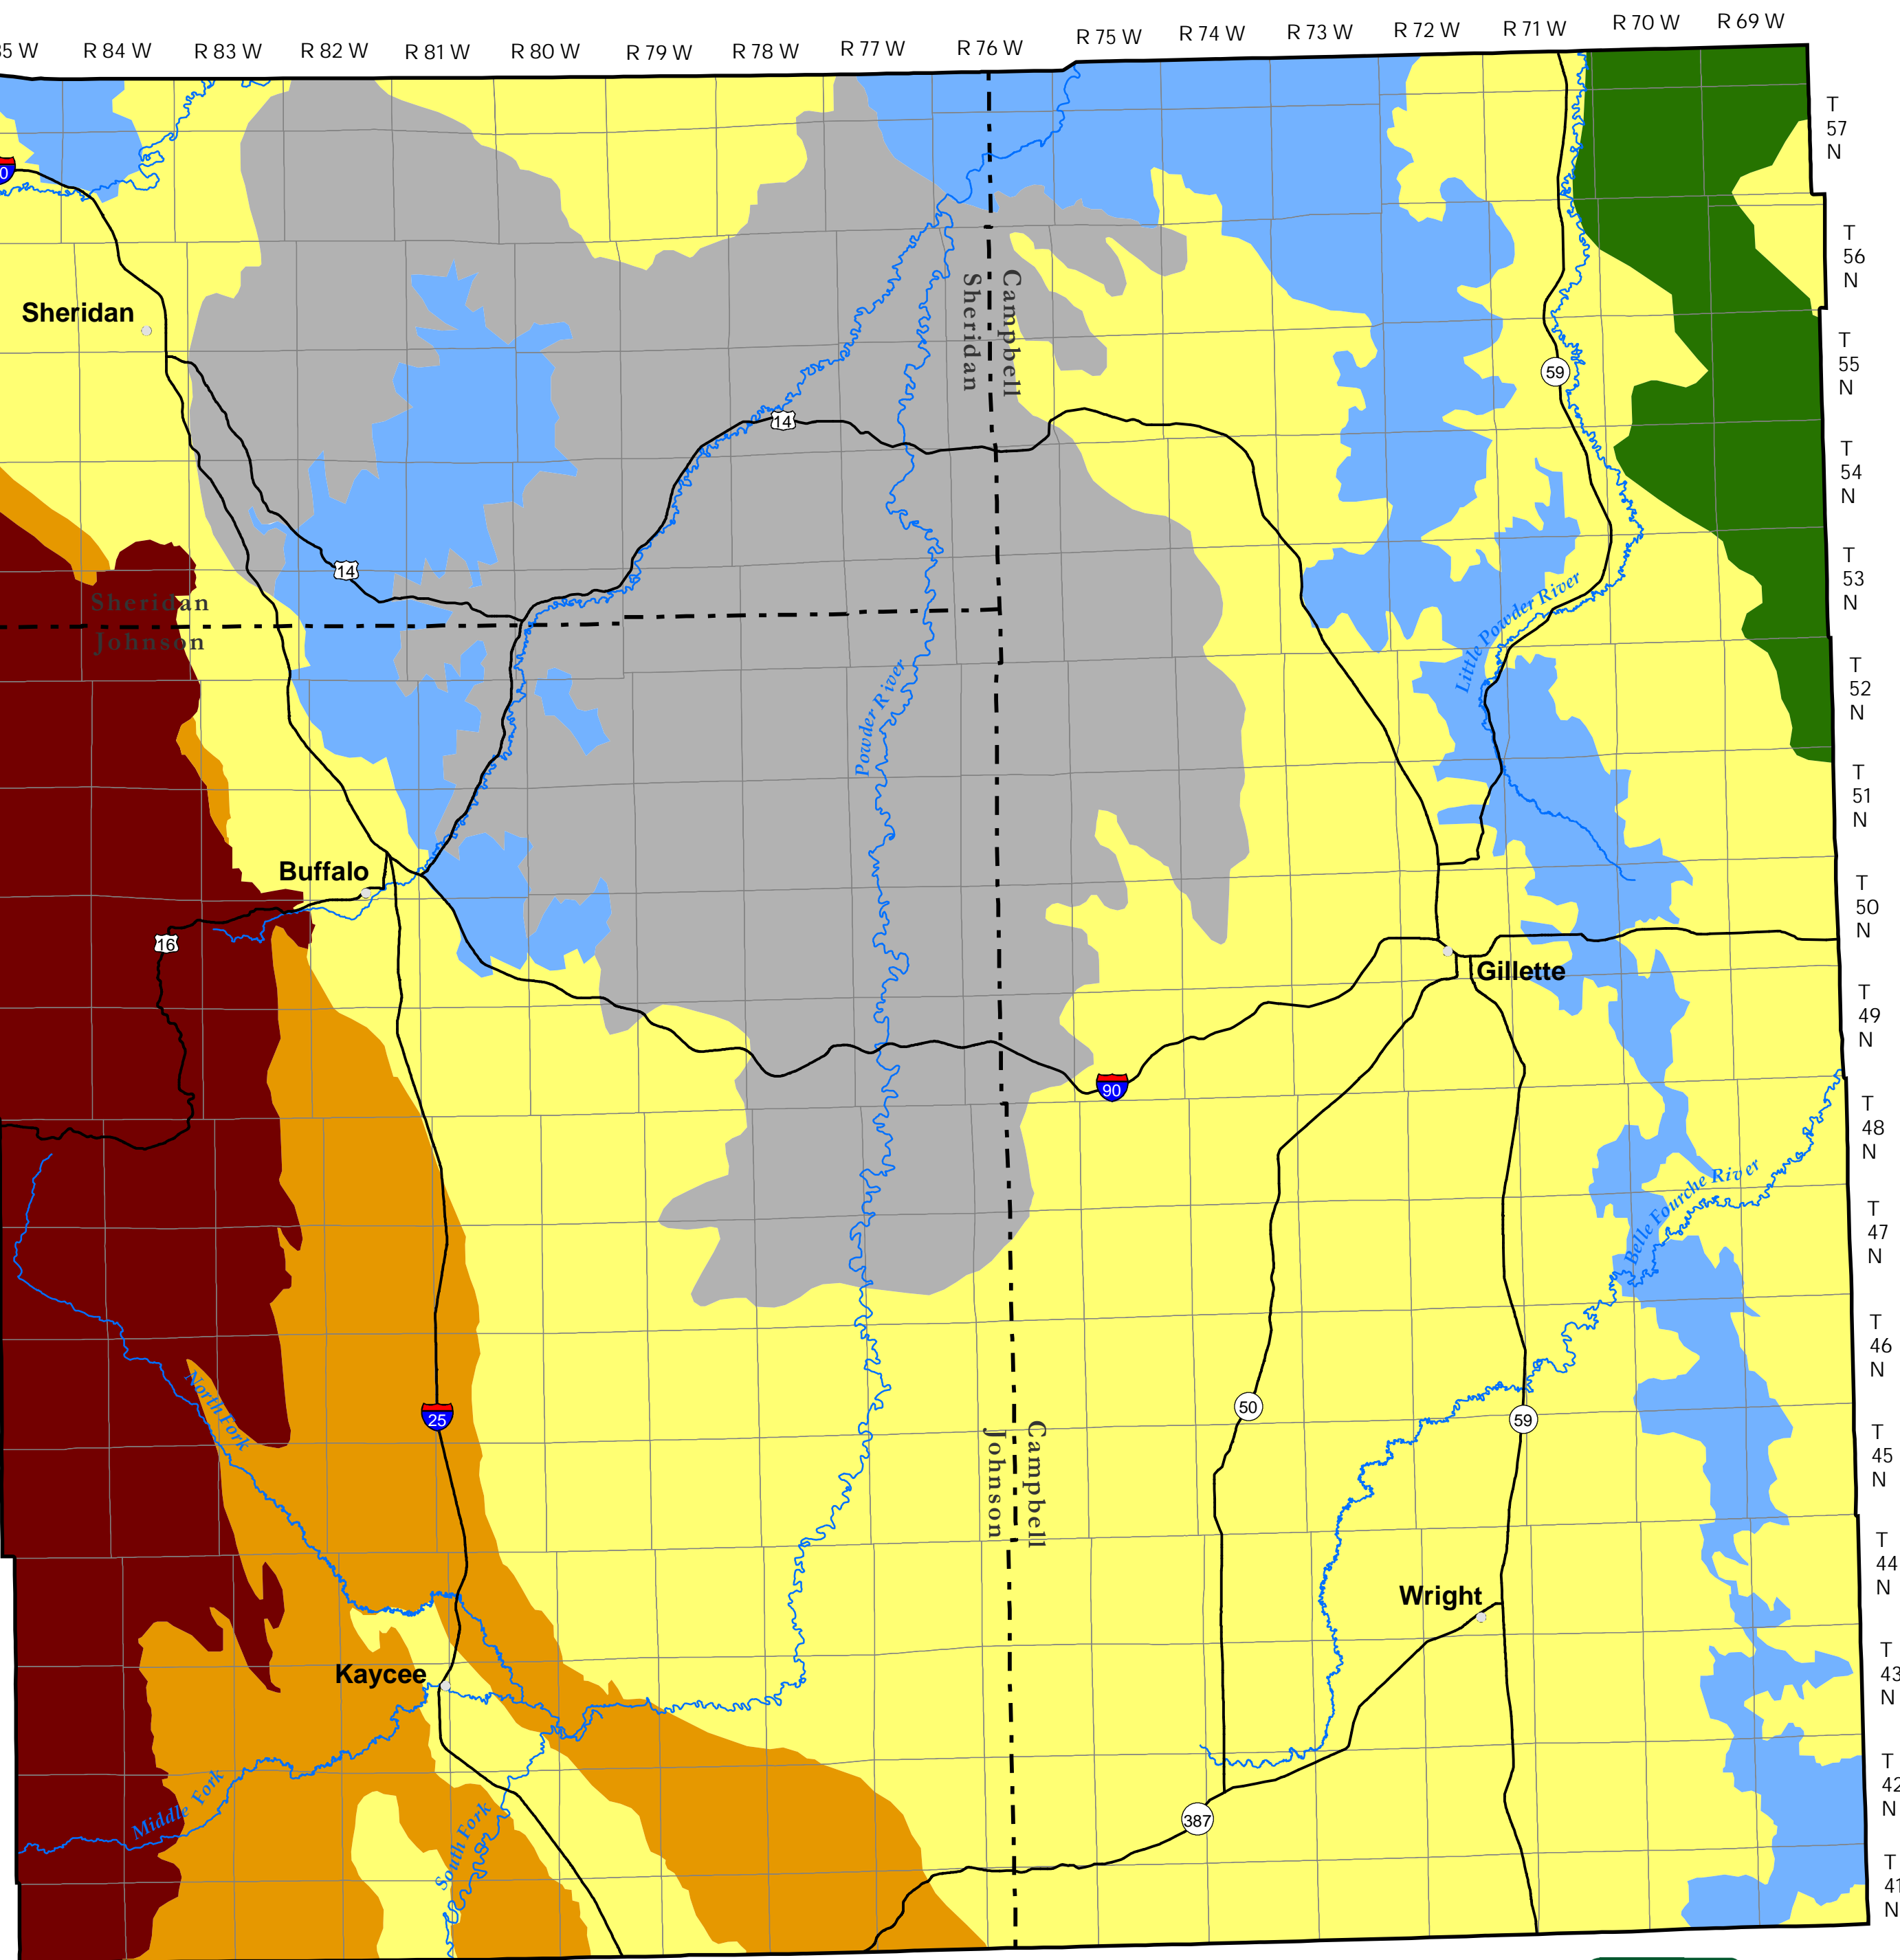 35 W R 84 W R 83 W R 82 W R 81 W R 80 W R 79 W R 78 W R 77 W R 76 W R 75 W R 74 W R 73 W R 72 W R 71 W R 70 W R 69 W
T
57
N
0
T
56
N
Sheridan
Campbell
Sheridan
T
55
N
59
14
T
54
N
14
T
53
N
Sheridan
Johnson
Little Powder River
T
52
N
Powder River
T
51
N
Buffalo
T
50
N
16
Gillette
T
49
N
90
T
48
N
Belle Fourche River
T
47
N
T
46
N
North Fork
25
50
59
Campbell
Johnson
T
45
N
T
44
N
Wright
Kaycee
T
43
N
Middle Fork
South Fork
387
T
42
N
T
41
N